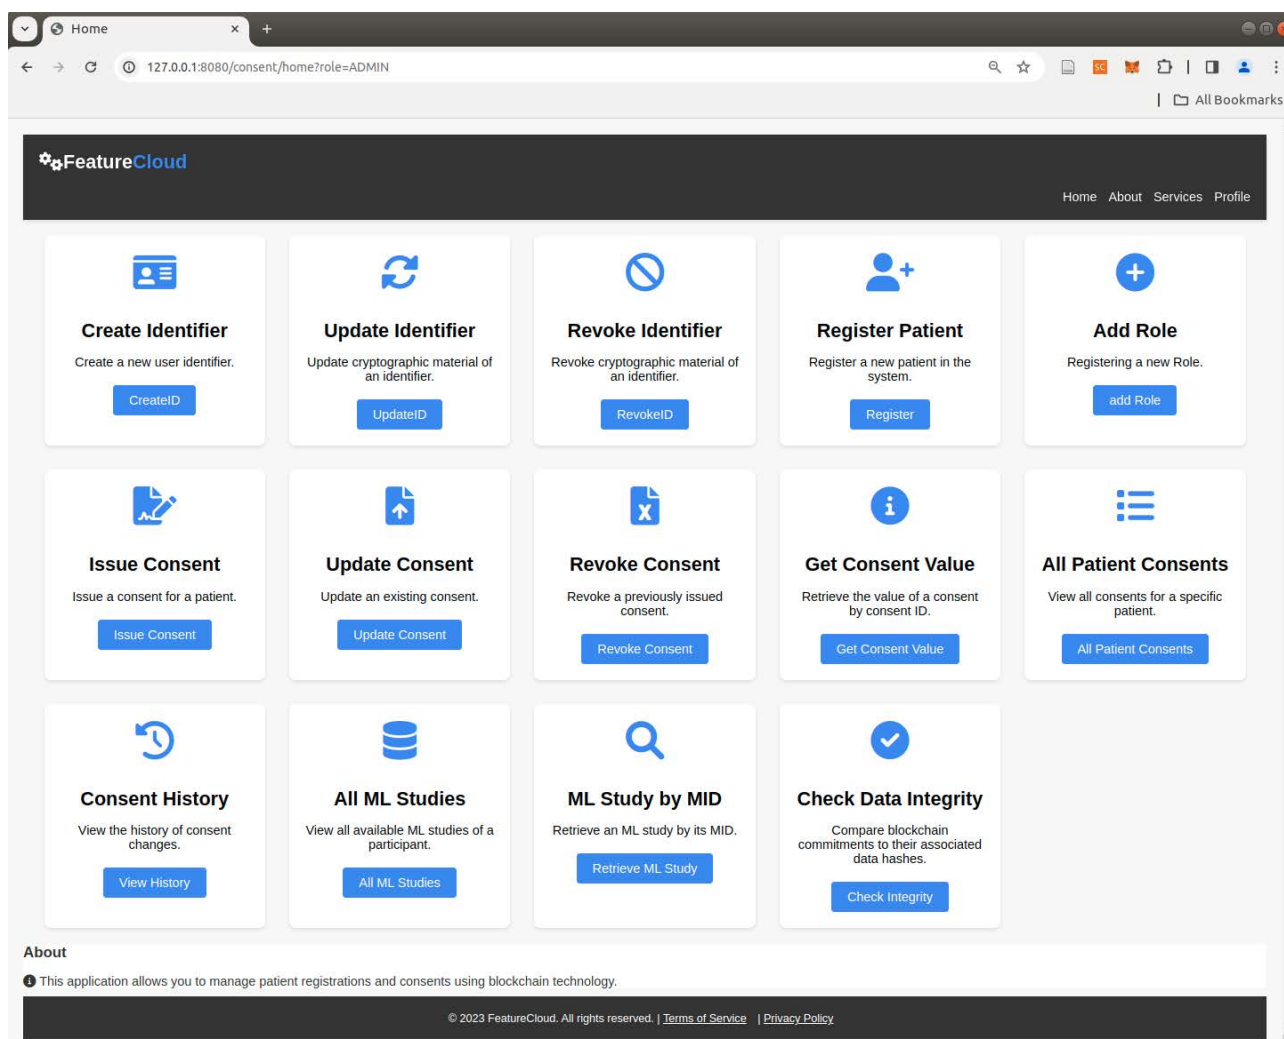 Home
127.0.0.1:8080/consent/home?role=ADMIN
SC
All Bookmarks
FeatureCloud
Home About Services Profile
Create Identifier
Create a new user identifier.
CreateID
Update Identifier
Update cryptographic material of
an identifier.
UpdateID
Revoke Identifier
Revoke cryptographic material of
an identifier.
RevokeID
Register Patient
Register a new patient in the
system.
Register
Add Role
Registering a new Role.
add Role
Issue Consent
Issue a consent for a patient.
Issue Consent
Update Consent
Update an existing consent.
Update Consent
Revoke Consent
Revoke a previously issued
consent.
Revoke Consent
Get Consent Value
Retrieve the value of a consent
by consent ID.
Get Consent Value
All Patient Consents
View all consents for a specific
patient.
All Patient Consents
Consent History
View the history of consent
changes.
View History
All ML Studies
View all available ML studies of a
participant.
All ML Studies
ML Study by MID
Retrieve an ML study by its MID.
Retrieve ML Study
Check Data Integrity
Compare blockchain
commitments to their associated
data hashes.
Check Integrity
About
This application allows you to manage patient registrations and consents using blockchain technology.
© 2023 FeatureCloud. All rights reserved. | Terms of Service | Privacy Policy